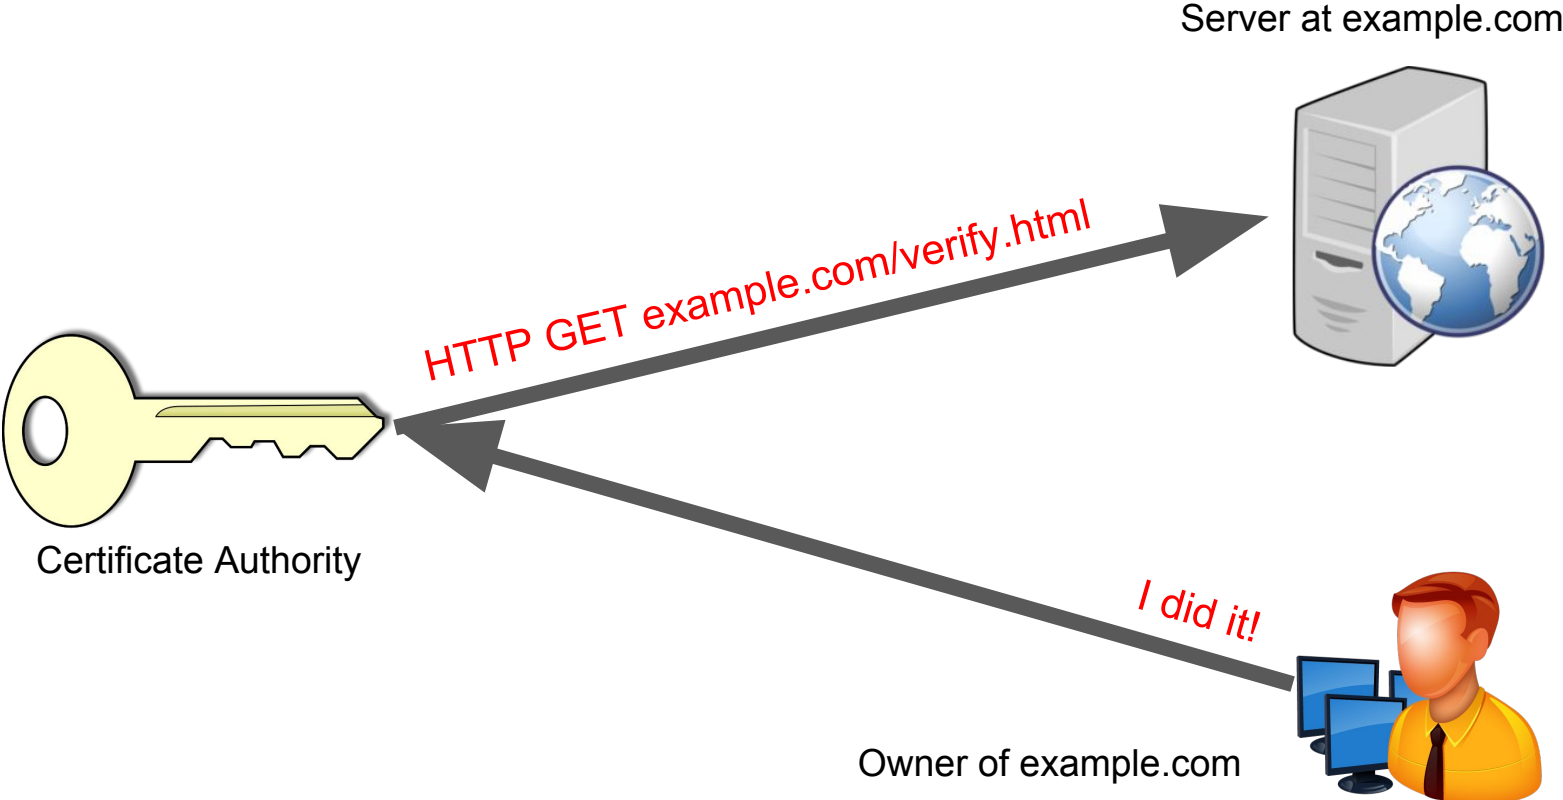 Server at example.com
HTTP GET example.com/verify.html
Certificate Authority
I did it!
Owner of example.com